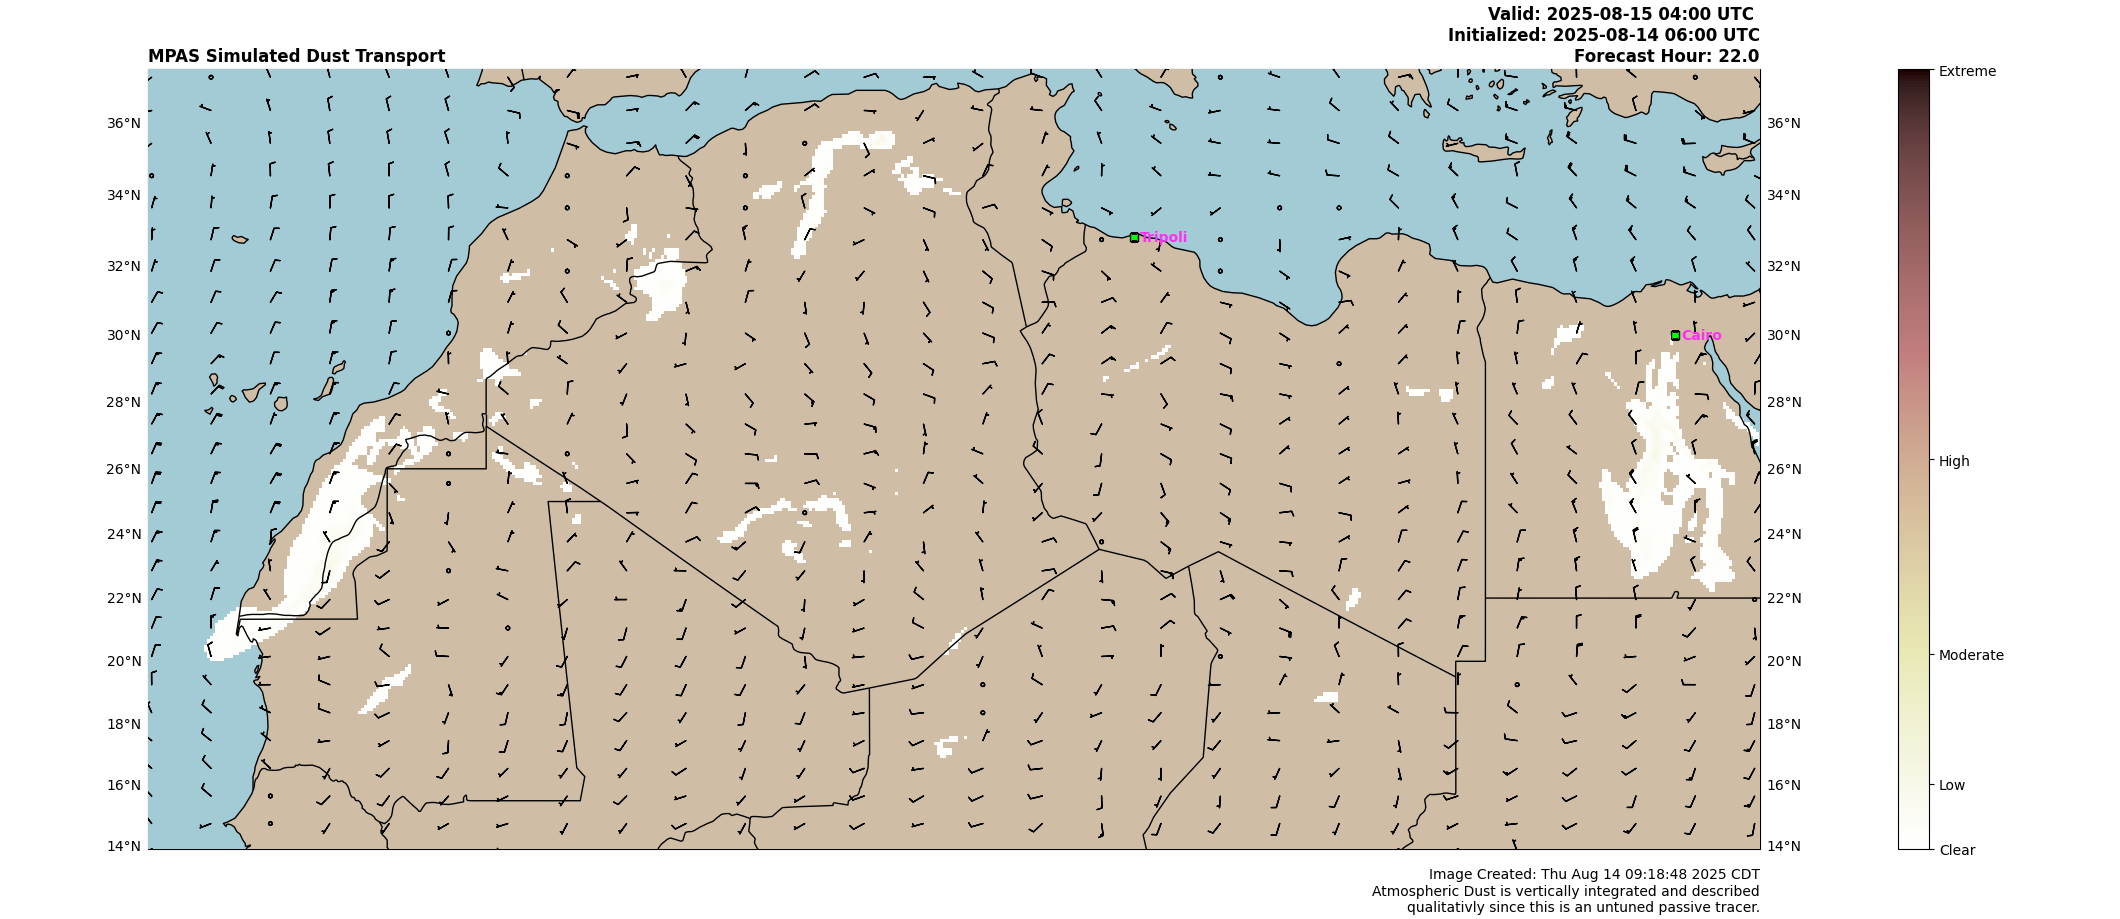 Valid: 2025-08-15 04:00 UTC
Initialized: 2025-08-14 06:00 UTC
MPAS Simulated Dust Transport
Forecast Hour: 22.0
Extreme
36°N
36°N
34°N
34°N
Tripoli
32°N
32°N
30°N
Cairo
30°N
28°N
28°N
26°N
26°N
High
24°N
24°N
22°N
22°N
20°N
20°N
Moderate
18°N
18°N
16°N
16°N
Low
14°N
14°N
Clear
Image Created: Thu Aug 14 09:18:48 2025 CDT
Atmospheric Dust is vertically integrated and described
qualitativly since this is an untuned passive tracer.